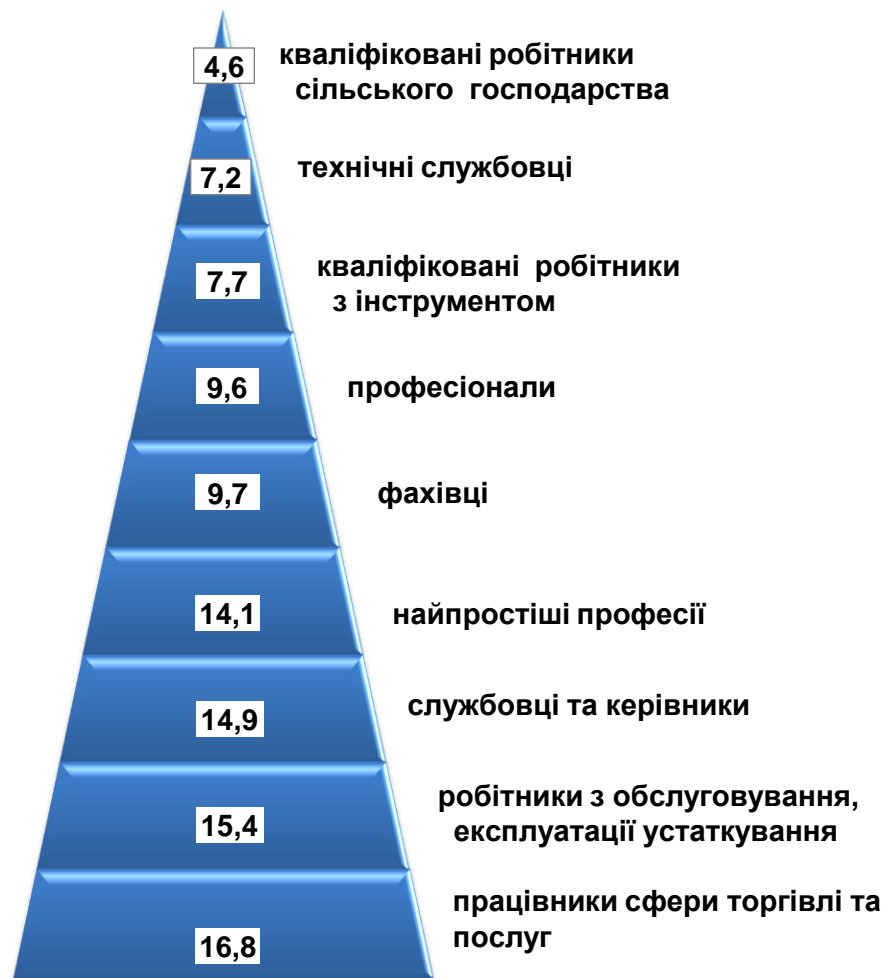 4,6
кваліфіковані робітники
сільського господарства
7,2
технічні службовці
7,7
кваліфіковані робітники
з інструментом
9,6
професіонали
9,7
фахівці
14,1
найпростіші професії
14,9
службовці та керівники
15,4
робітники з обслуговування,
експлуатації устаткування
16,8
працівники сфери торгівлі та
послуг